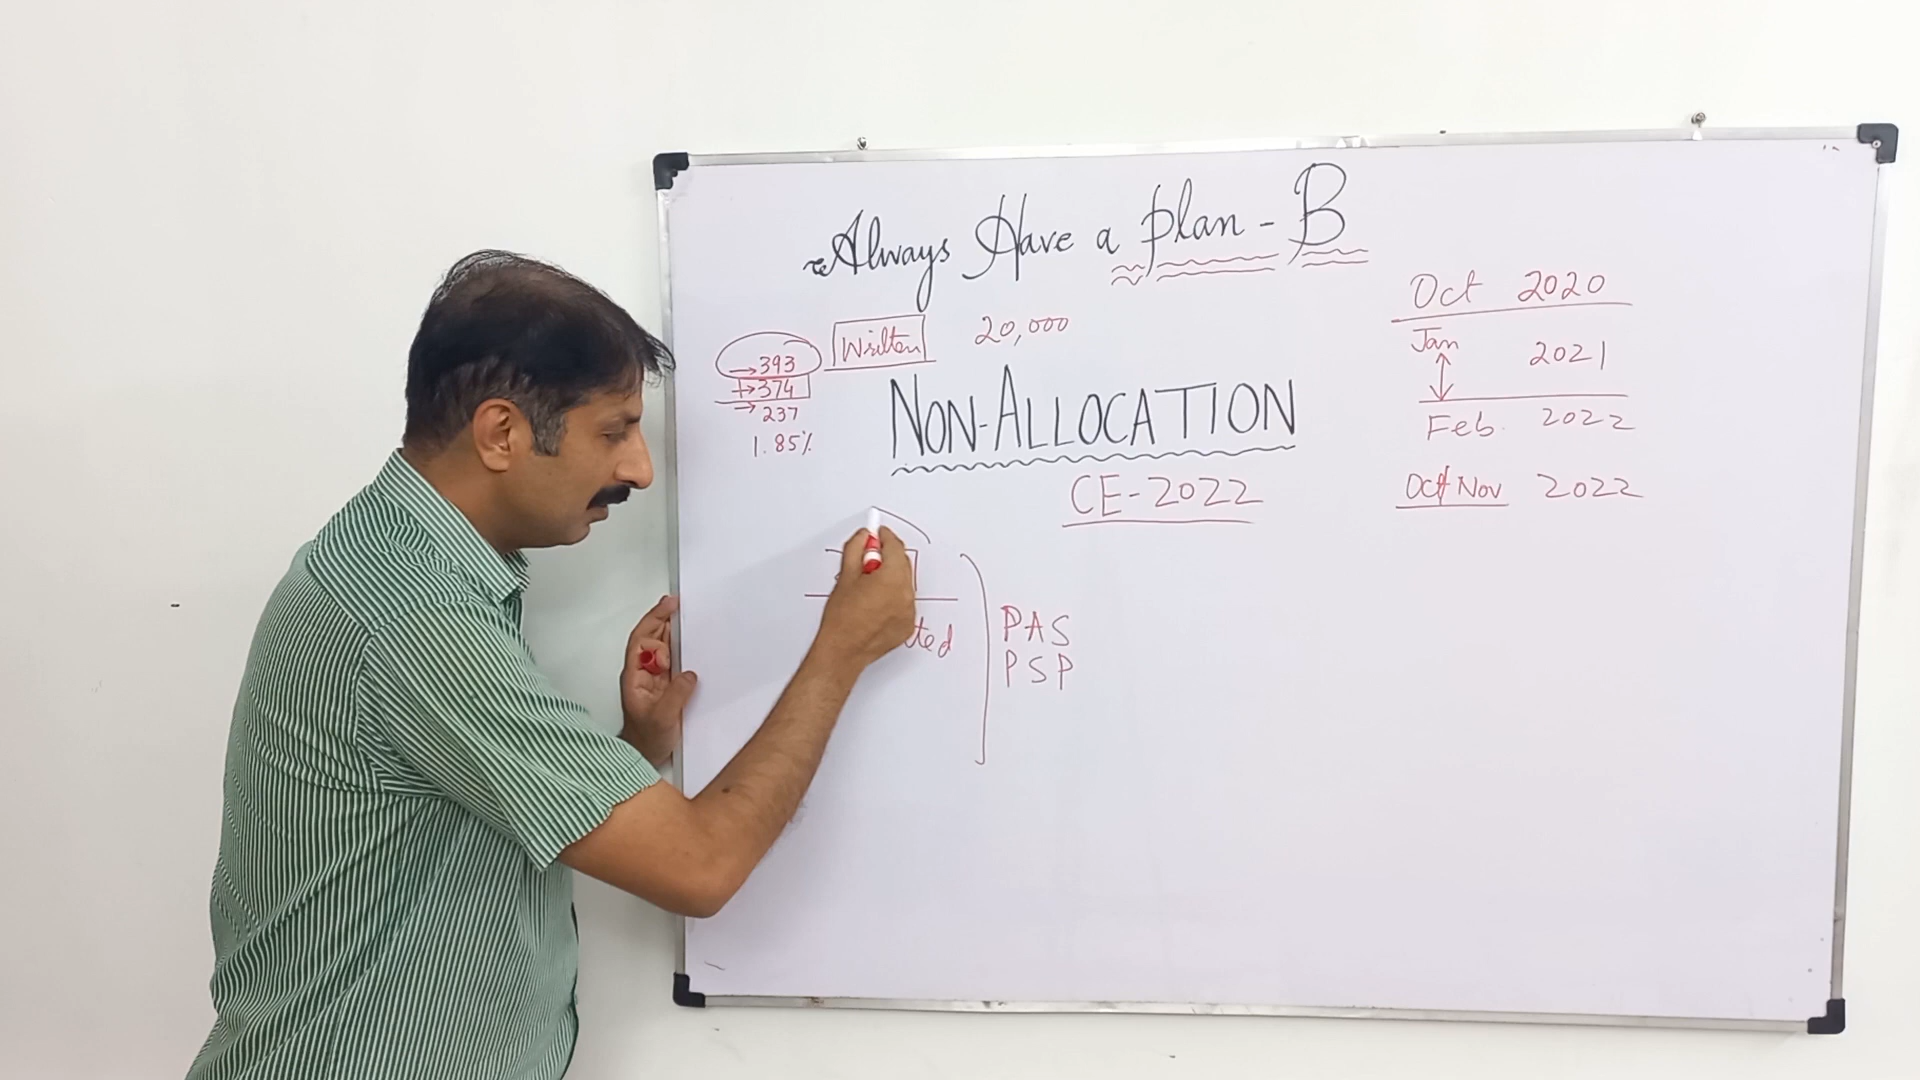 Always Have a plan - B
Written 20,000
→393
→374
→237
1.85%
NON-ALLOCATION
CE-2022
PAS
PSP
Oct 2020
Jan 2021
Feb. 2022
Oct/Nov 2022